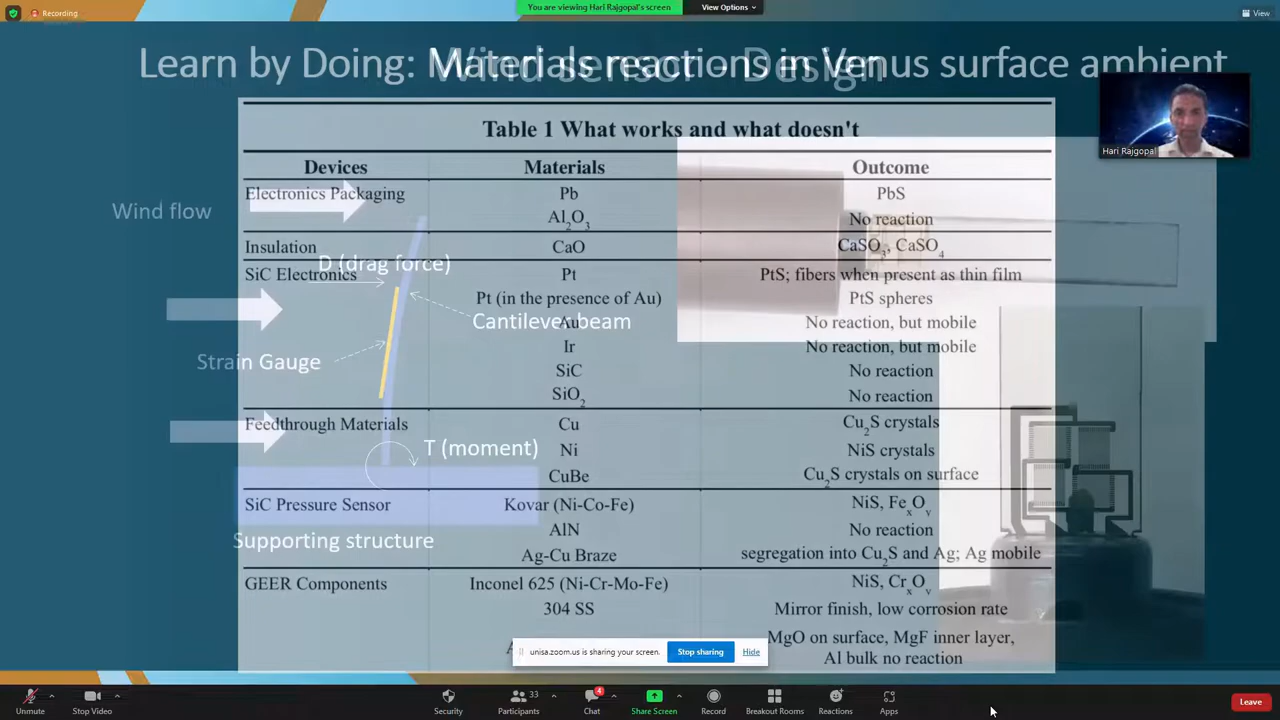 Recording
You are viewing Hari Rajgopal's screen
View Options
View
Learn by Doing: Materials reactions in Venus surface ambient
Wind sensor - Design
Hari Rajgopal
Table 1 What works and what doesn't
Devices Materials Outcome
Electronics Packaging Pb PbS
Al₂O₃ No reaction
Insulation CaO CaSO₃, CaSO₄
SiC Electronics Pt PtS; fibers when present as thin film
Pt (in the presence of Au) PtS spheres
Au No reaction, but mobile
Ir No reaction, but mobile
SiC No reaction
SiO₂ No reaction
Feedthrough Materials Cu Cu₂S crystals
Ni NiS crystals
CuBe Cu₂S crystals on surface
SiC Pressure Sensor Kovar (Ni-Co-Fe) NiS, FeₓOᵧ
AlN No reaction
Ag-Cu Braze segregation into Cu₂S and Ag; Ag mobile
GEER Components Inconel 625 (Ni-Cr-Mo-Fe) NiS, CrₓOᵧ
304 SS Mirror finish, low corrosion rate
MgO on surface, MgF inner layer,
Al bulk no reaction
Wind flow
D (drag force)
Cantilever beam
Strain Gauge
T (moment)
Supporting structure
unisa.zoom.us is sharing your screen.
Stop sharing
Hide
Unmute
Stop Video
Security
33
Participants
4
Chat
Share Screen
Record
Breakout Rooms
Reactions
Apps
Leave